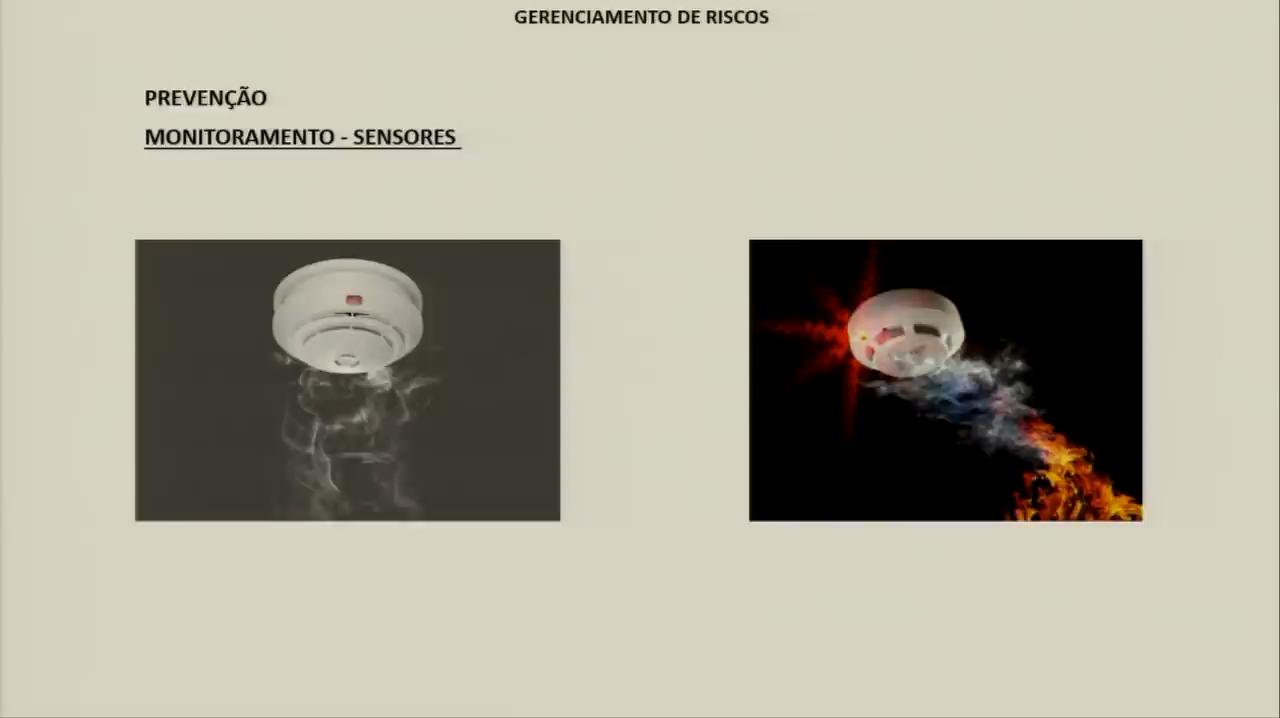 GERENCIAMENTO DE RISCOS
PREVENÇÃO
MONITORAMENTO - SENSORES